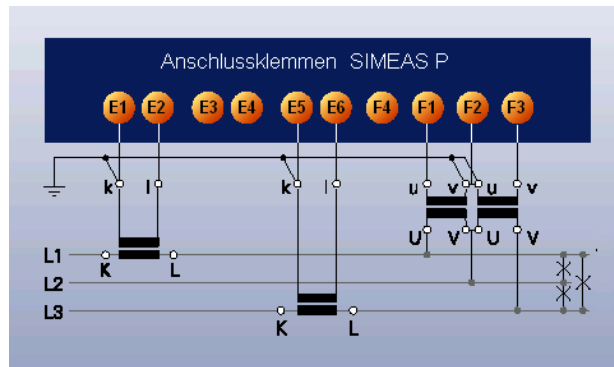 Anschlussklemmen SIMEAS P
E1 E2 E3 E4 E5 E6 F4 F1 F2 F3
k l k l u v u v
U V U V
L1 K L
L2
L3 K L